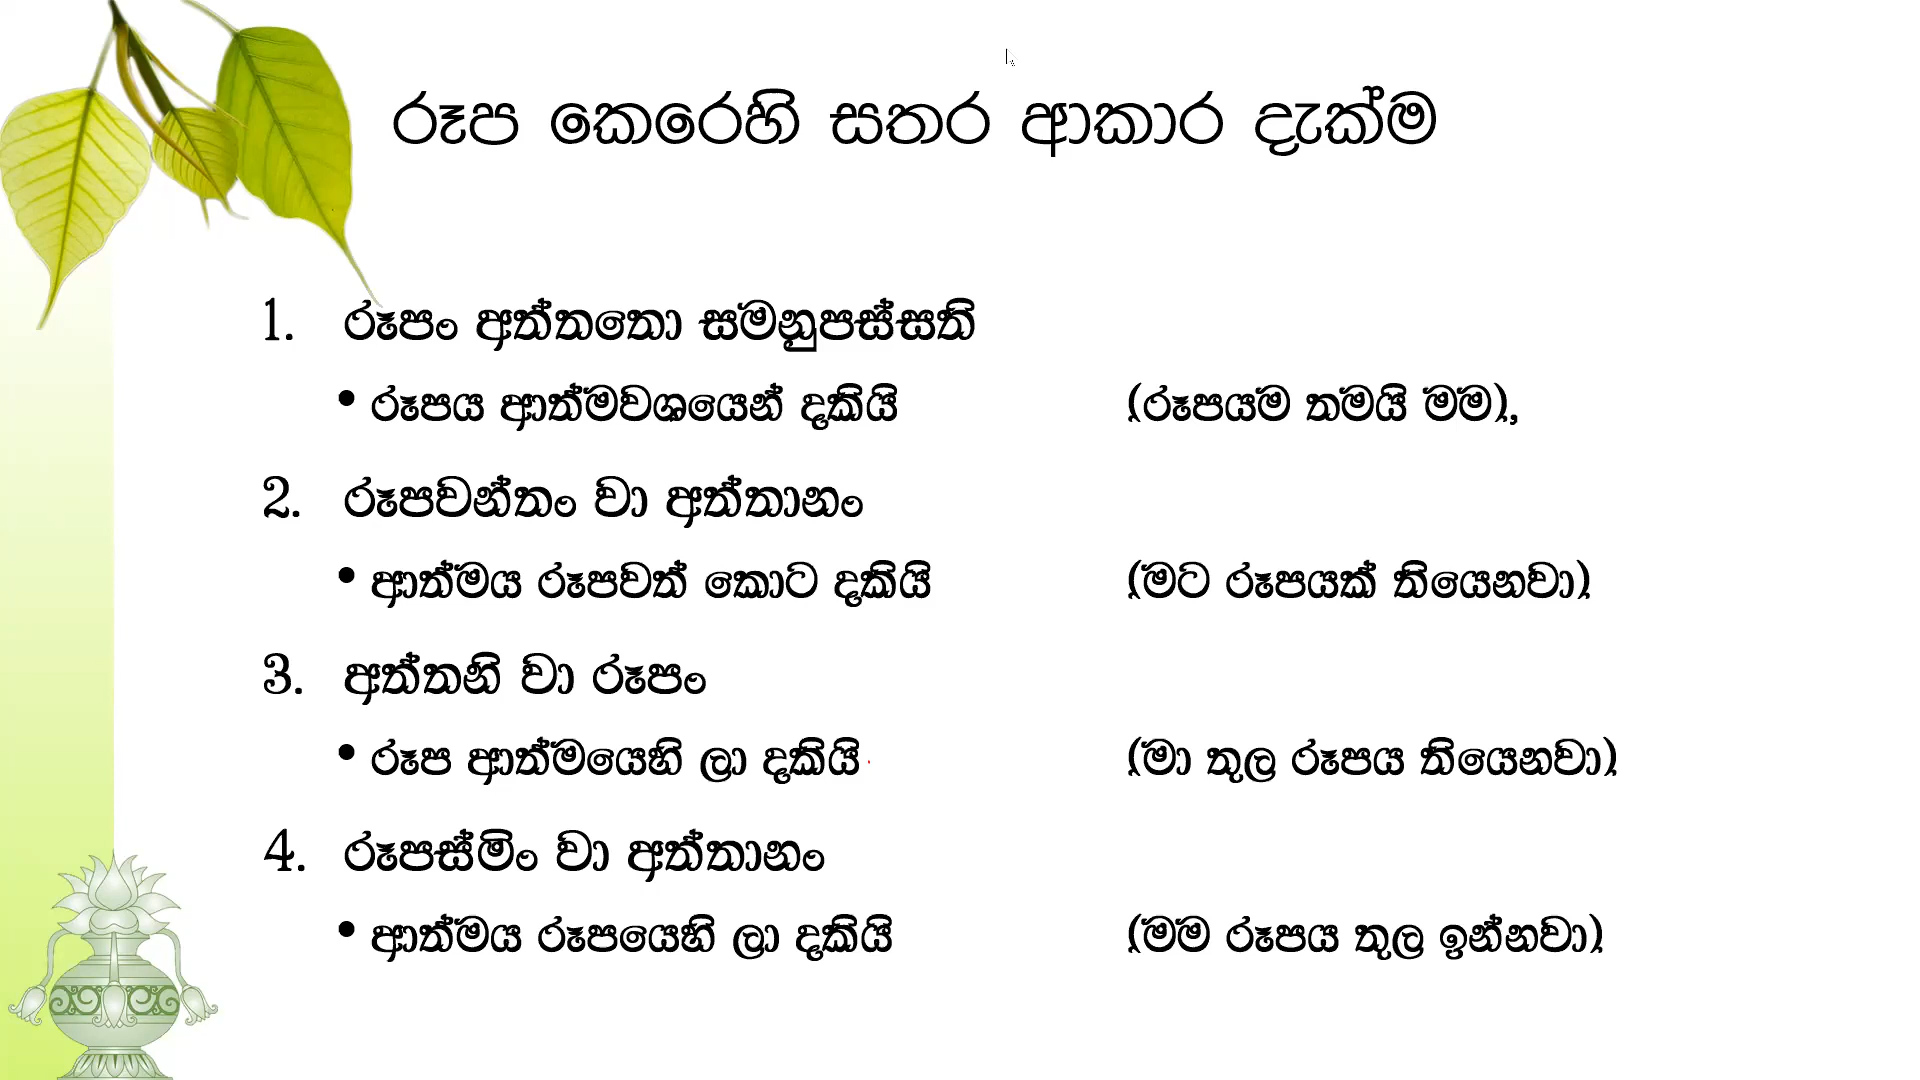 රූප කෙරෙහි සතර ආකාර දැක්ම
1. රූපං අත්තතො සමනුපස්සති
• රූපය ආත්මවශයෙන් දකියි (රූපයම තමයි මම),
2. රූපවන්තං වා අත්තානං
• ආත්මය රූපවත් කොට දකියි (මට රූපයක් තියෙනවා)
3. අත්තනි වා රූපං
• රූප ආත්මයෙහි ලා දකියි (මා තුල රූපය තියෙනවා)
4. රූපස්මිං වා අත්තානං
• ආත්මය රූපයෙහි ලා දකියි (මම රූපය තුල ඉන්නවා)